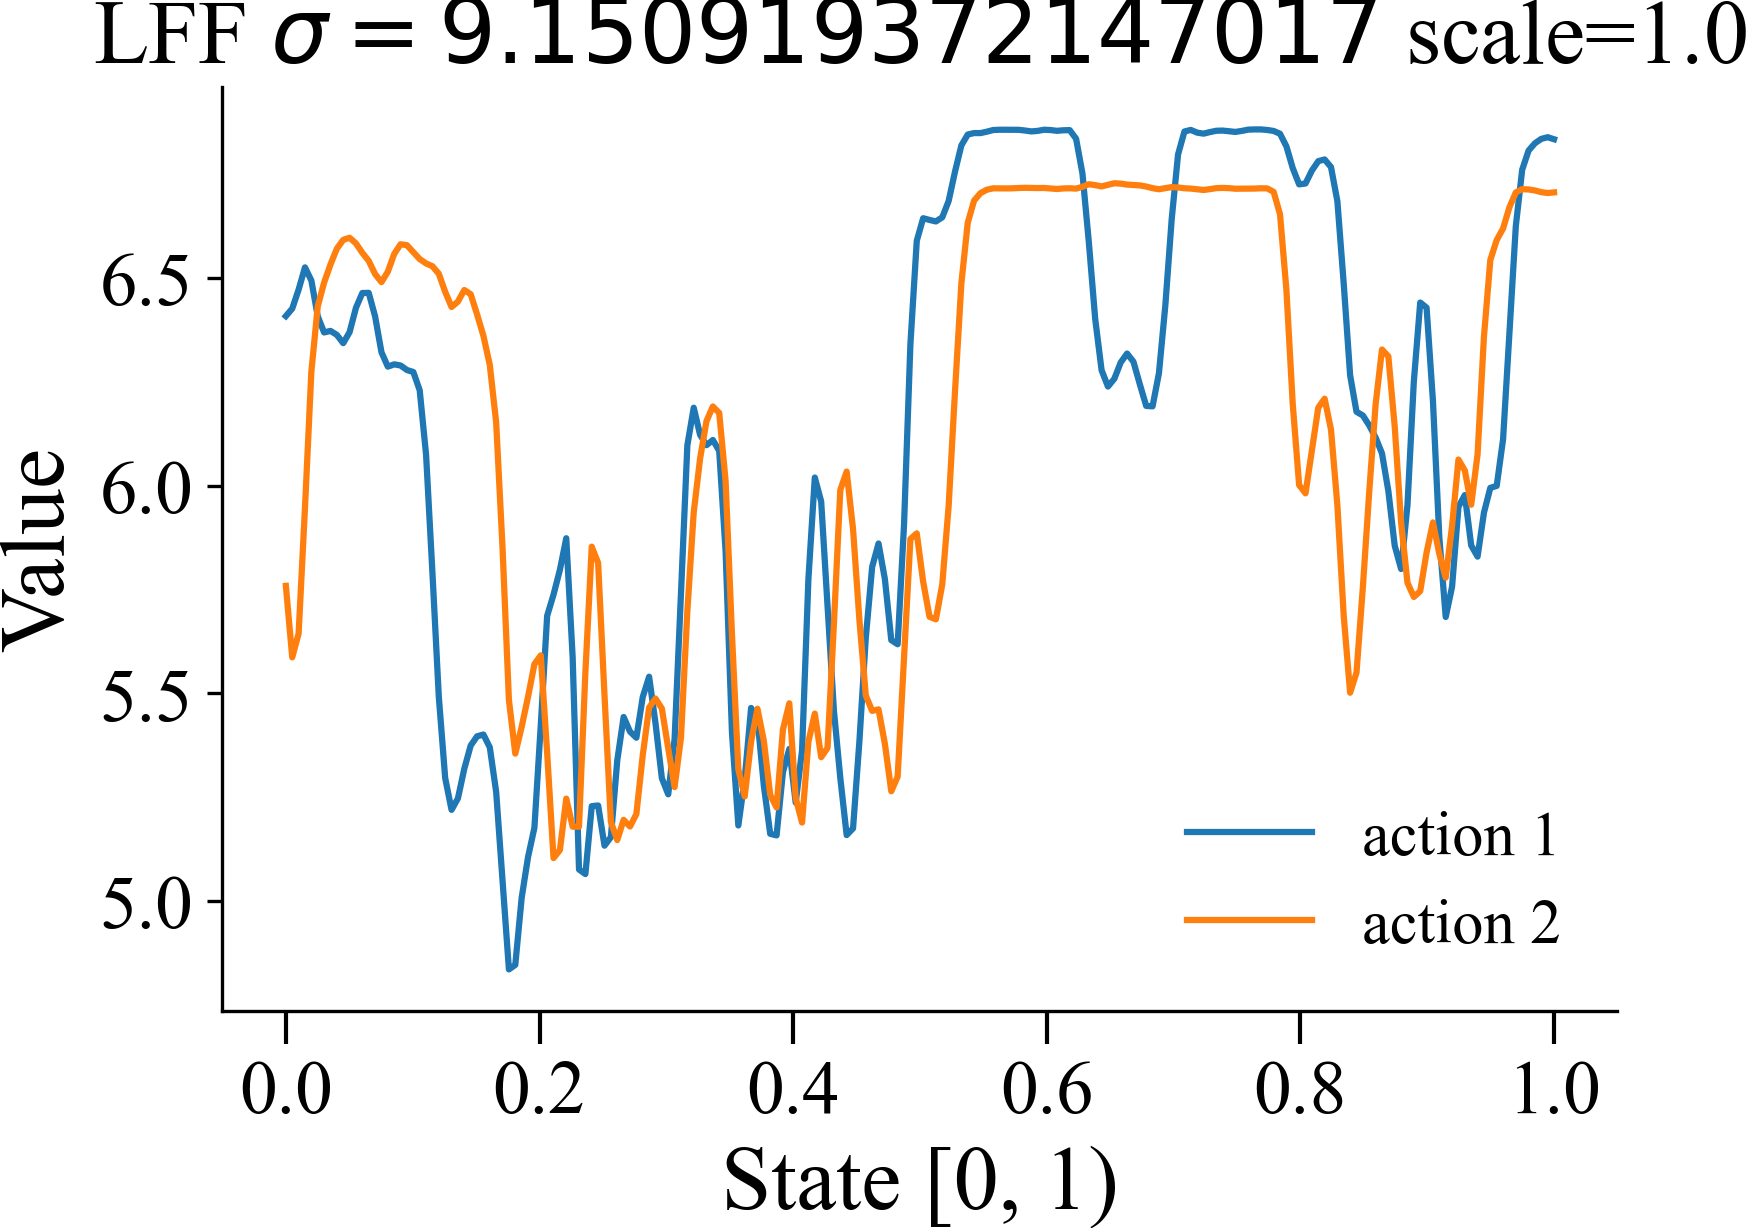 LFF σ = 9.150919372147017 scale=1.0
Value
6.5
6.0
5.5
5.0
action 1
action 2
0.0 0.2 0.4 0.6 0.8 1.0
State [0, 1)